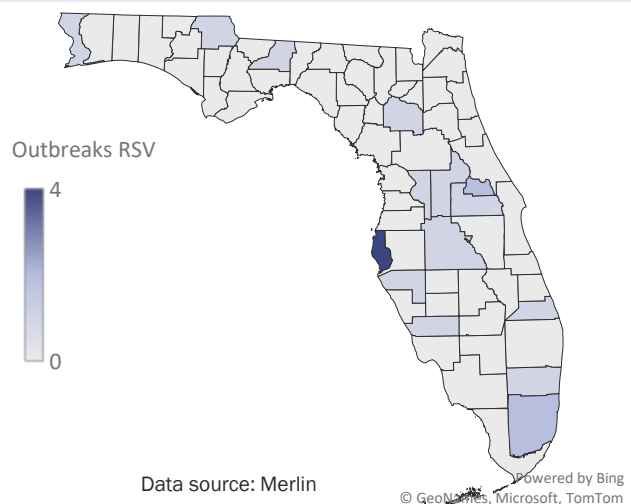 Outbreaks RSV
4
0
Data source: Merlin
Powered by Bing
© GeoNames, Microsoft, TomTom